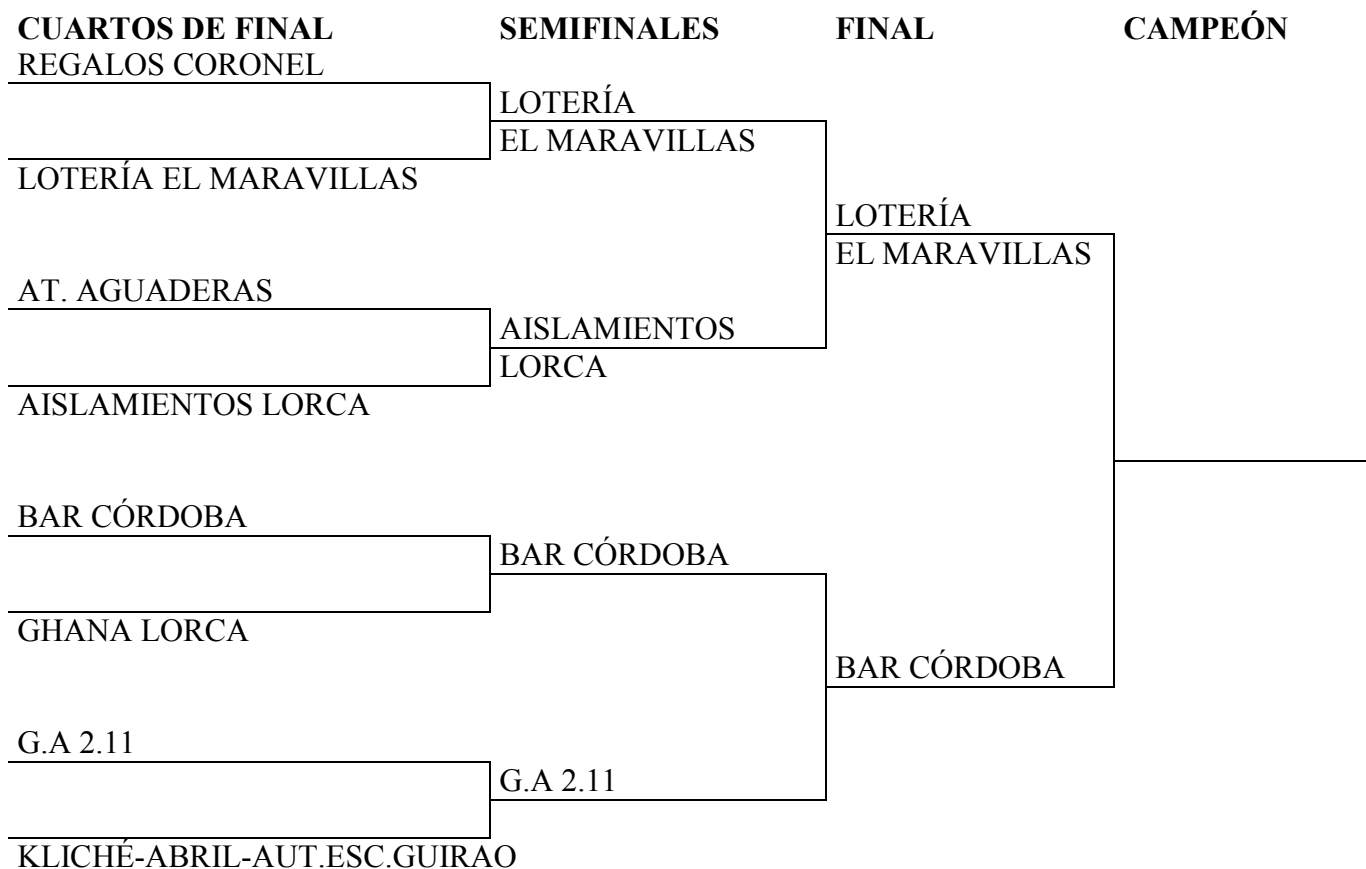 CUARTOS DE FINAL SEMIFINALES FINAL CAMPEÓN
REGALOS CORONEL
LOTERÍA
EL MARAVILLAS
LOTERÍA EL MARAVILLAS
LOTERÍA
EL MARAVILLAS
AT. AGUADERAS
AISLAMIENTOS
LORCA
AISLAMIENTOS LORCA
BAR CÓRDOBA
BAR CÓRDOBA
GHANA LORCA
BAR CÓRDOBA
G.A 2.11
G.A 2.11
KLICHÉ-ABRIL-AUT.ESC.GUIRAO